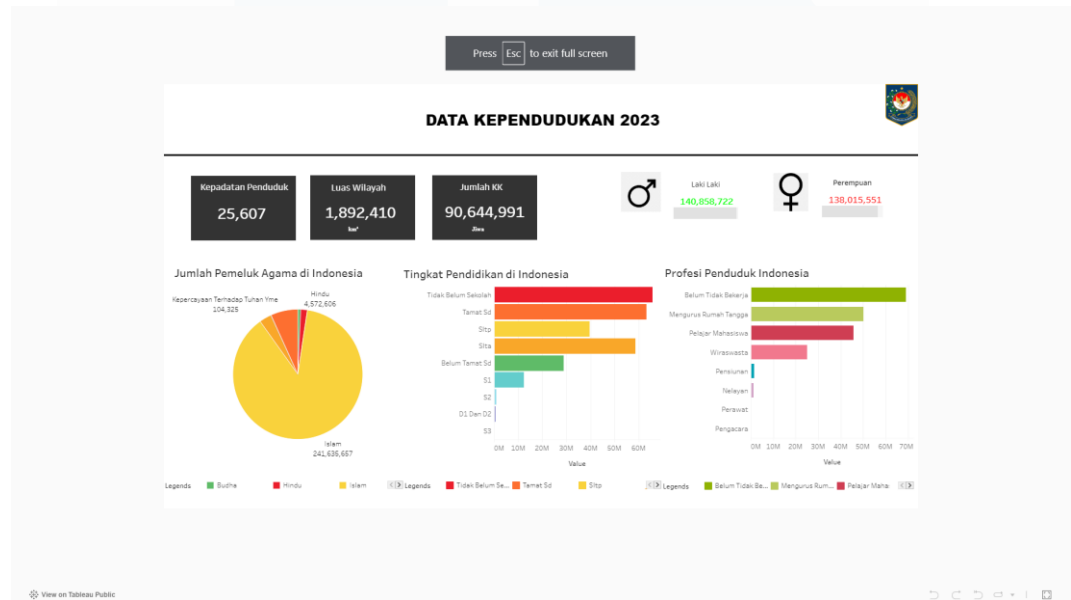 Press Esc to exit full screen
DATA KEPENDUDUKAN 2023
Kepadatan Penduduk
25,607
Luas Wilayah
1,892,410
km²
Jumlah KK
90,644,991
Jiwa
Laki Laki
140,858,722
Perempuan
138,015,551
Jumlah Pemeluk Agama di Indonesia
Kepercayaan Terhadap Tuhan Yme
104,325
Hindu
4,572,606
Islam
241,635,657
Legends
Budha
Hindu
Islam
Tingkat Pendidikan di Indonesia
Tidak Belum Sekolah
Tamat Sd
Sltp
Slta
Belum Tamat Sd
S1
S2
D1 Dan D2
S3
0M 10M 20M 30M 40M 50M 60M
Value
Legends
Tidak Belum Se...
Tamat Sd
Sltp
Profesi Penduduk Indonesia
Belum Tidak Bekerja
Mengurus Rumah Tangga
Pelajar Mahasiswa
Wiraswasta
Pensiunan
Nelayan
Perawat
Pengacara
0M 10M 20M 30M 40M 50M 60M 70M
Value
Legends
Belum Tidak Be...
Mengurus Rum...
Pelajar Maha
View on Tableau Public